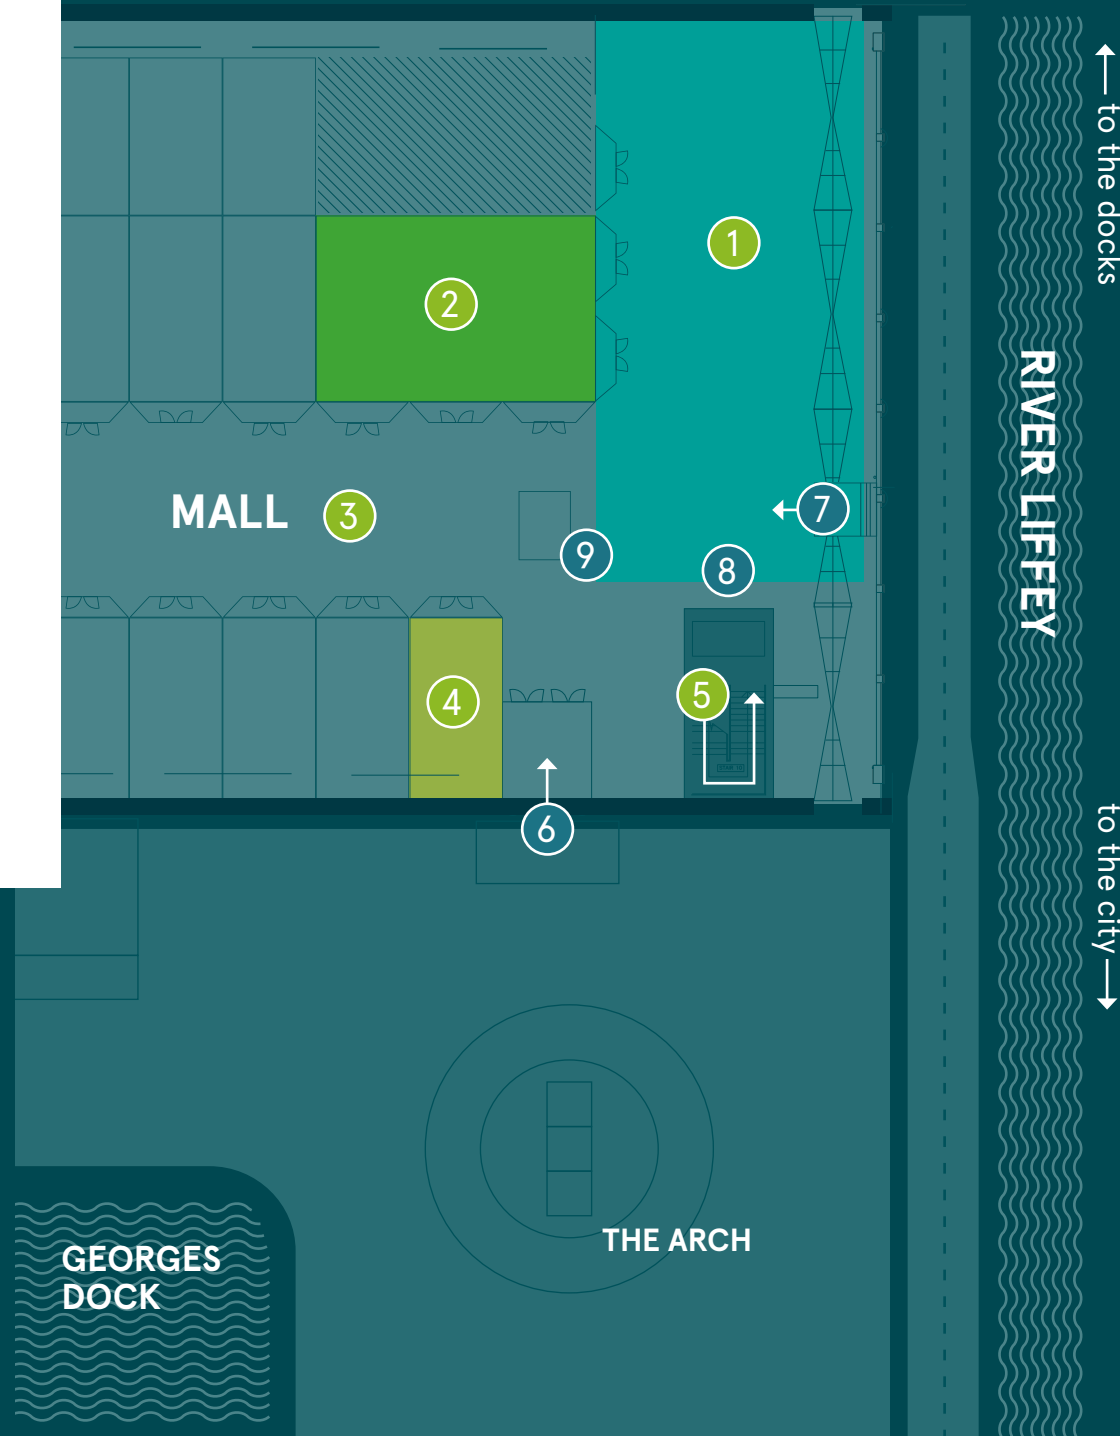 to the docks
1
2
RIVER LIFFEY
MALL
3
7
9
8
4
5
6
to the city
THE ARCH
GEORGES
DOCK